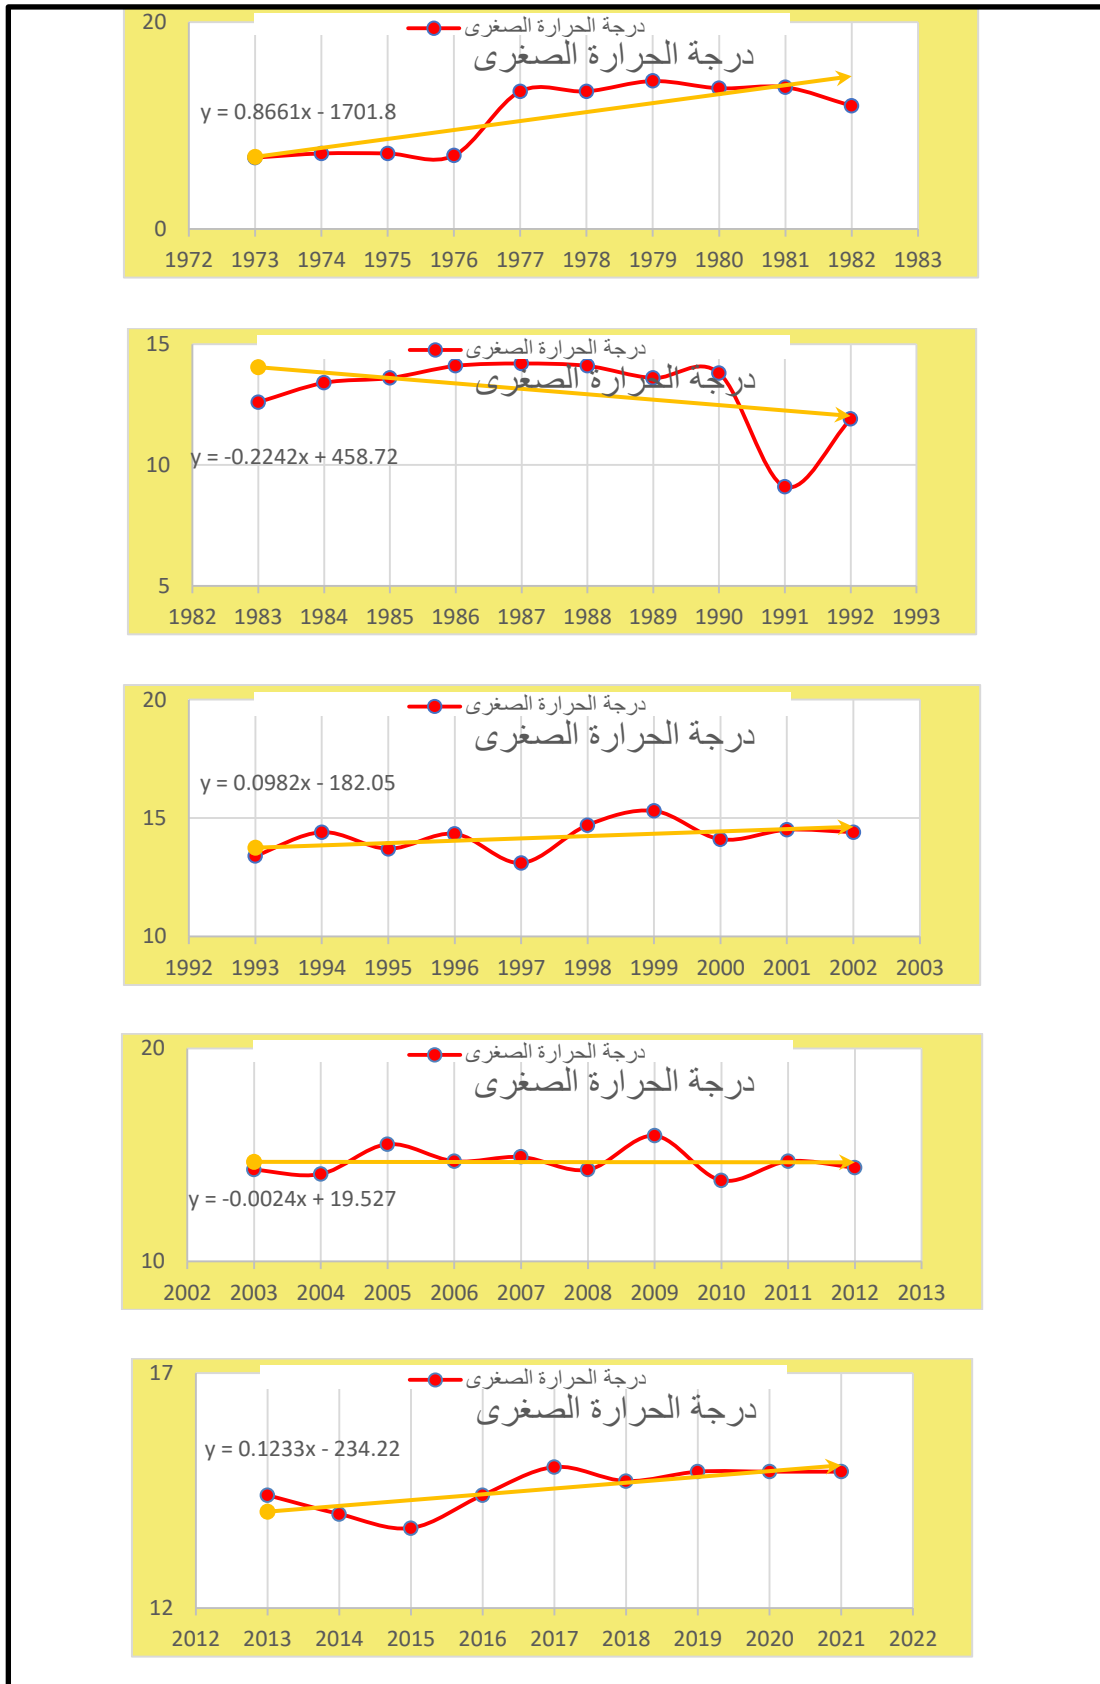 20
درجة الحرارة الصغرى
درجة الحرارة الصغرى
y = 0.8661x - 1701.8
0
1972 1973 1974 1975 1976 1977 1978 1979 1980 1981 1982 1983
15
درجة الحرارة الصغرى
درجة الحرارة الصغرى
y = -0.2242x + 458.72
10
5
1982 1983 1984 1985 1986 1987 1988 1989 1990 1991 1992 1993
20
درجة الحرارة الصغرى
درجة الحرارة الصغرى
y = 0.0982x - 182.05
15
10
1992 1993 1994 1995 1996 1997 1998 1999 2000 2001 2002 2003
20
درجة الحرارة الصغرى
درجة الحرارة الصغرى
y = -0.0024x + 19.527
10
2002 2003 2004 2005 2006 2007 2008 2009 2010 2011 2012 2013
17
درجة الحرارة الصغرى
درجة الحرارة الصغرى
y = 0.1233x - 234.22
12
2012 2013 2014 2015 2016 2017 2018 2019 2020 2021 2022